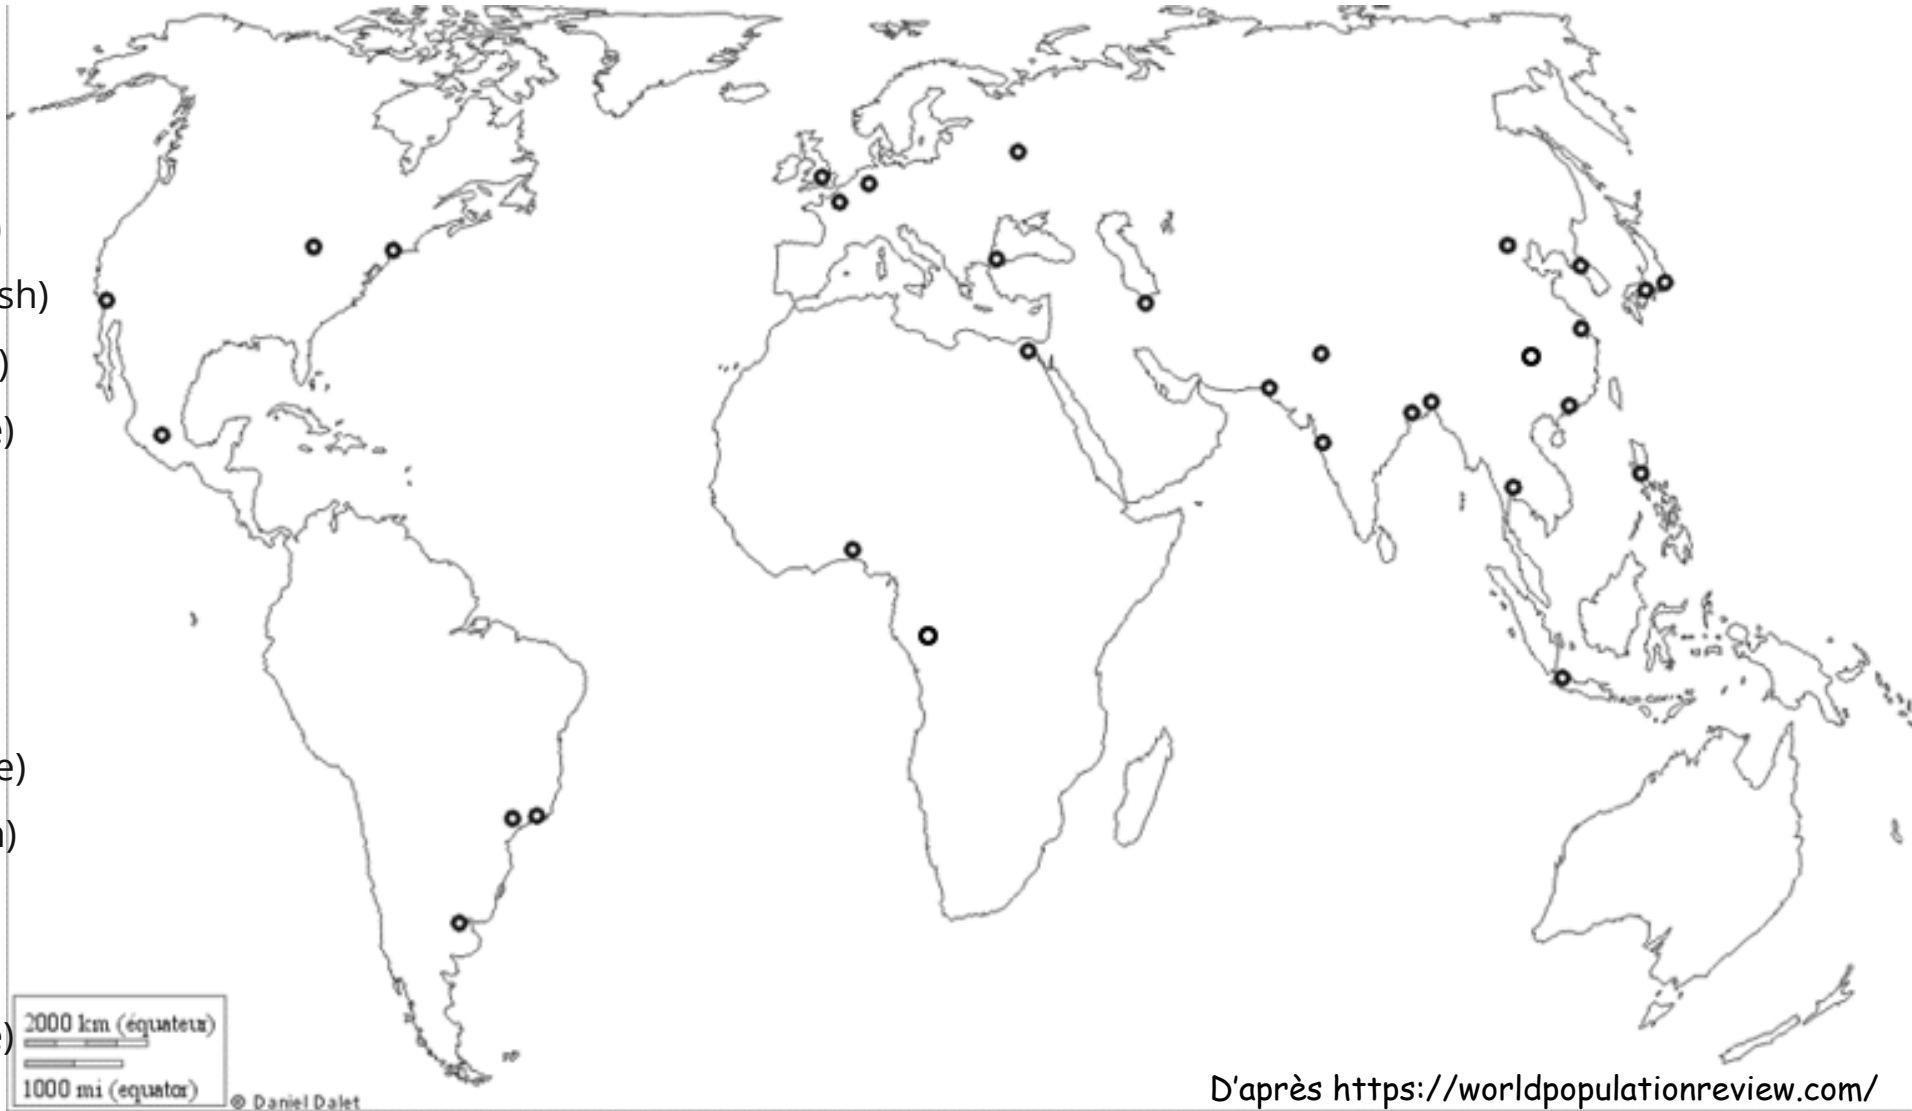 sh)
)
e)
e)
n)
e)
2000 km (équateur)
1000 mi (equator)
© Daniel Dalet
D'après https://worldpopulationreview.com/